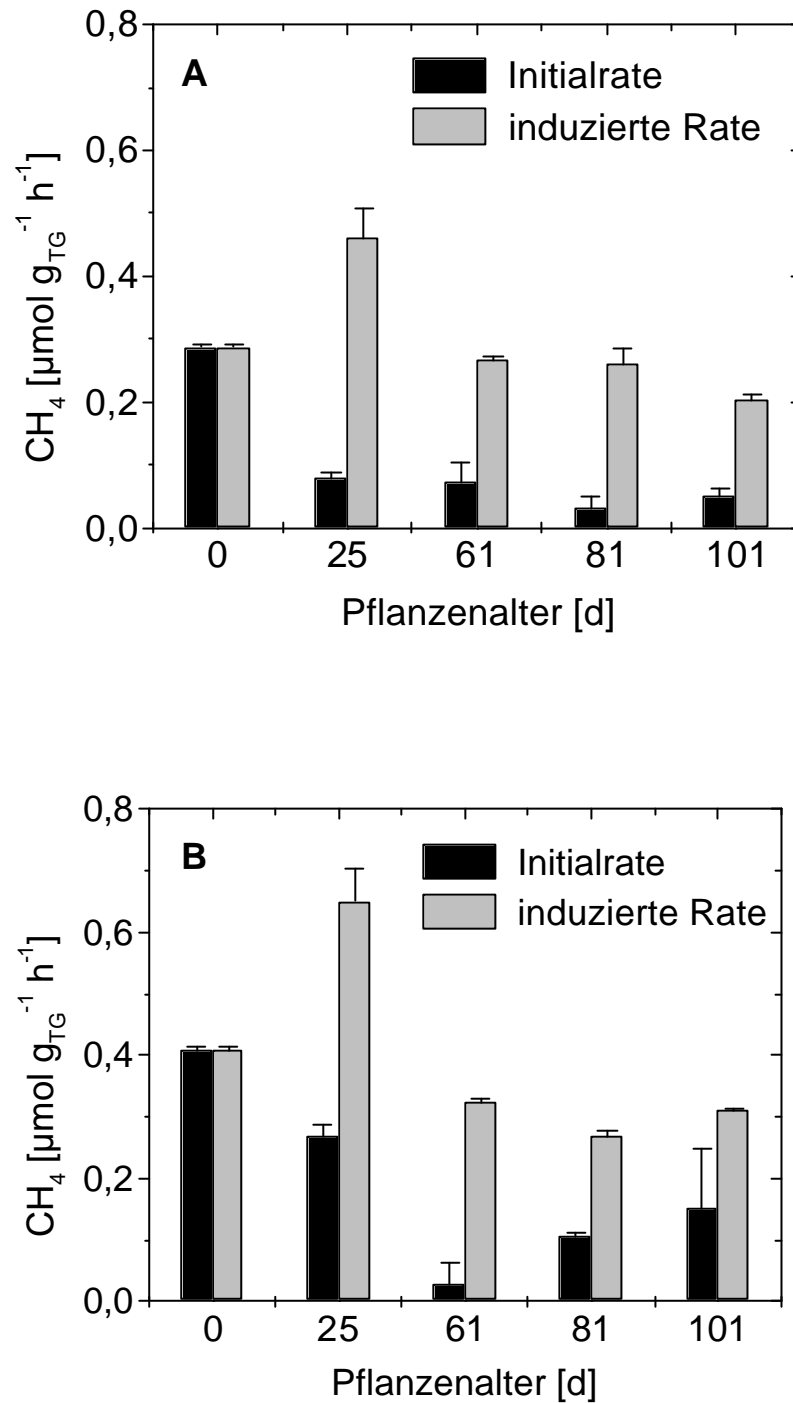 0,8
A
Initialrate
induzierte Rate
0,6
0,4
0,2
0,0
CH₄ [µmol g_TG⁻¹ h⁻¹]
0 25 61 81 101
Pflanzenalter [d]
0,8
B
Initialrate
induzierte Rate
0,6
0,4
0,2
0,0
CH₄ [µmol g_TG⁻¹ h⁻¹]
0 25 61 81 101
Pflanzenalter [d]